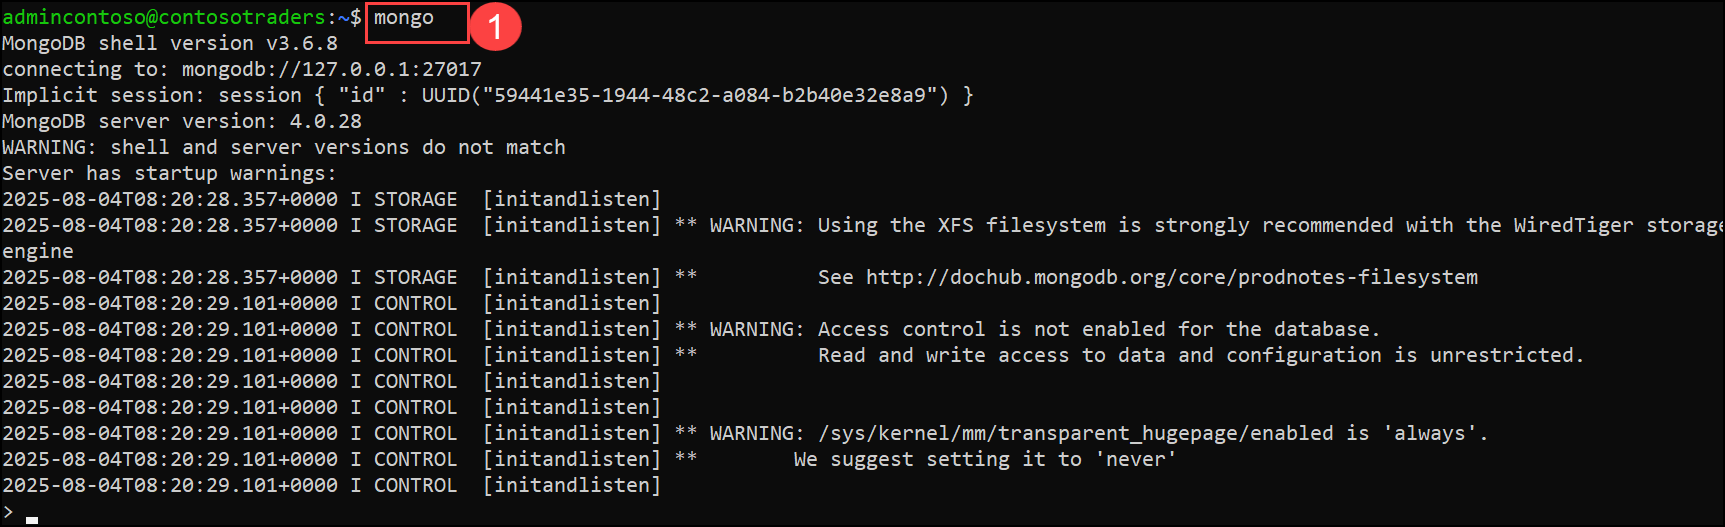 admincontoso@contosotraders:~$ mongo 1
MongoDB shell version v3.6.8
connecting to: mongodb://127.0.0.1:27017
Implicit session: session { "id" : UUID("59441e35-1944-48c2-a084-b2b40e32e8a9") }
MongoDB server version: 4.0.28
WARNING: shell and server versions do not match
Server has startup warnings:
2025-08-04T08:20:28.357+0000 I STORAGE  [initandlisten]
2025-08-04T08:20:28.357+0000 I STORAGE  [initandlisten] ** WARNING: Using the XFS filesystem is strongly recommended with the WiredTiger storage
engine
2025-08-04T08:20:28.357+0000 I STORAGE  [initandlisten] **          See http://dochub.mongodb.org/core/prodnotes-filesystem
2025-08-04T08:20:29.101+0000 I CONTROL  [initandlisten]
2025-08-04T08:20:29.101+0000 I CONTROL  [initandlisten] ** WARNING: Access control is not enabled for the database.
2025-08-04T08:20:29.101+0000 I CONTROL  [initandlisten] **          Read and write access to data and configuration is unrestricted.
2025-08-04T08:20:29.101+0000 I CONTROL  [initandlisten]
2025-08-04T08:20:29.101+0000 I CONTROL  [initandlisten]
2025-08-04T08:20:29.101+0000 I CONTROL  [initandlisten] ** WARNING: /sys/kernel/mm/transparent_hugepage/enabled is 'always'.
2025-08-04T08:20:29.101+0000 I CONTROL  [initandlisten] **        We suggest setting it to 'never'
2025-08-04T08:20:29.101+0000 I CONTROL  [initandlisten]
>